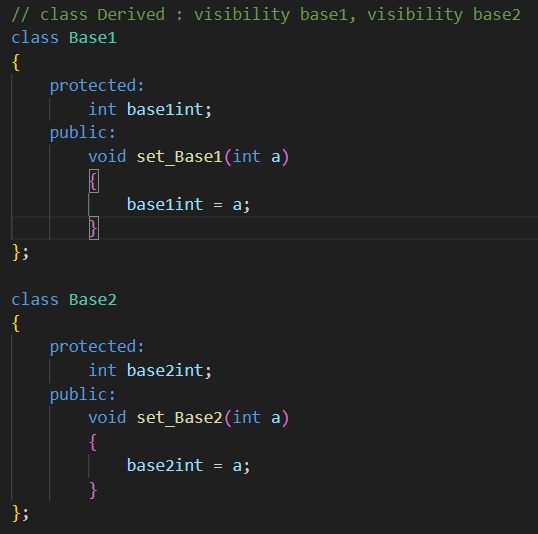 // class Derived : visibility base1, visibility base2
class Base1
{
    protected:
        int base1int;
    public:
        void set_Base1(int a)
        {
            base1int = a;
        }
};

class Base2
{
    protected:
        int base2int;
    public:
        void set_Base2(int a)
        {
            base2int = a;
        }
};